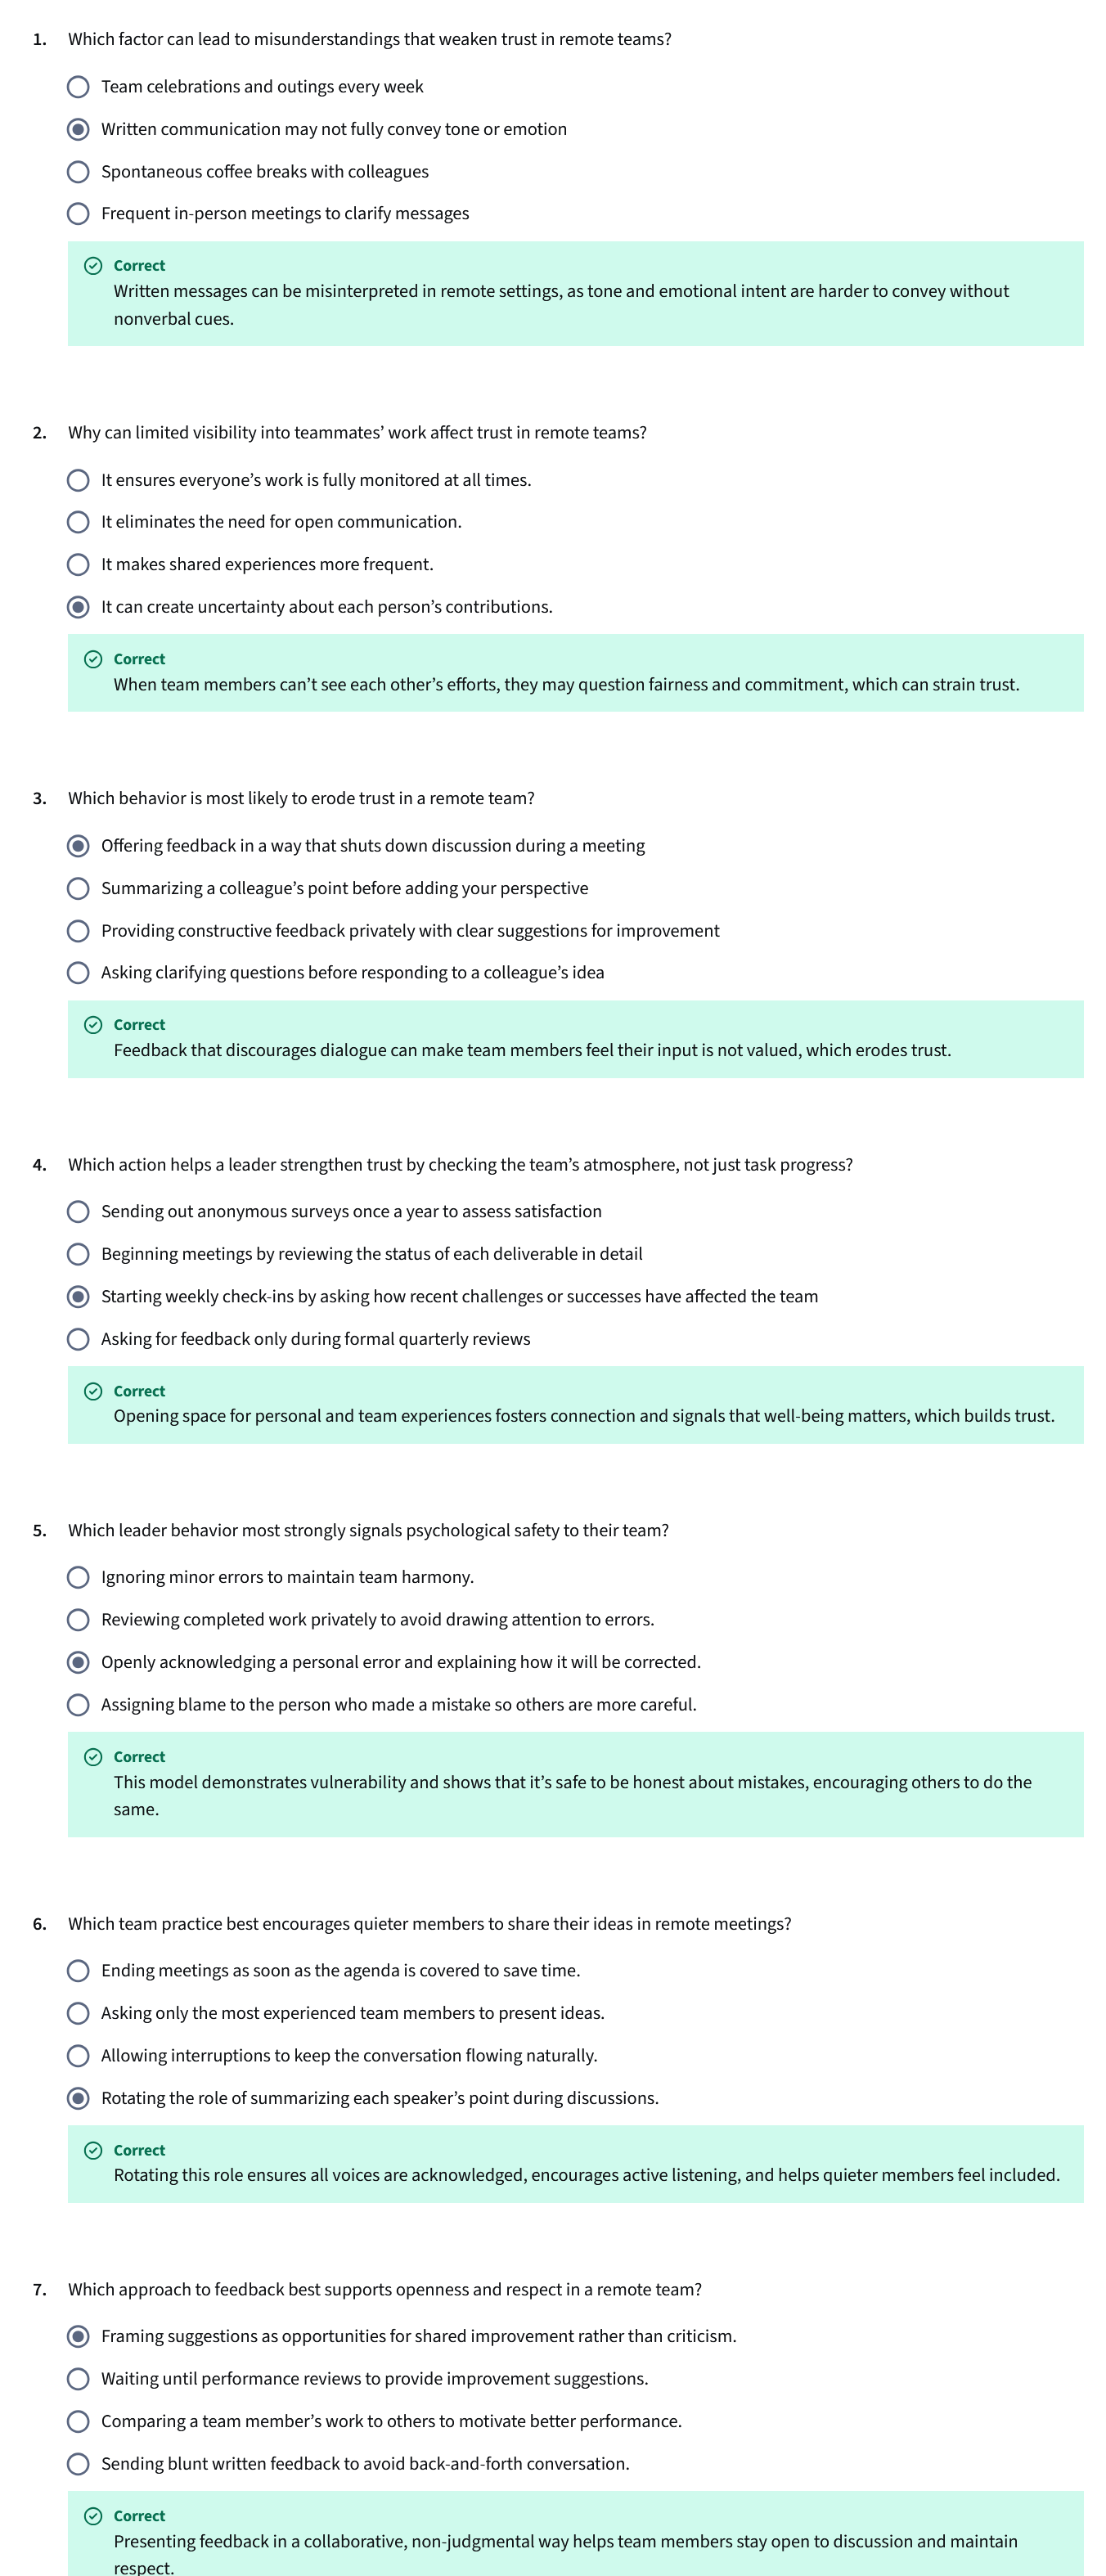 1. Which factor can lead to misunderstandings that weaken trust in remote teams?
Team celebrations and outings every week
Written communication may not fully convey tone or emotion
Spontaneous coffee breaks with colleagues
Frequent in-person meetings to clarify messages
Correct
Written messages can be misinterpreted in remote settings, as tone and emotional intent are harder to convey without
nonverbal cues.
2. Why can limited visibility into teammates’ work affect trust in remote teams?
It ensures everyone’s work is fully monitored at all times.
It eliminates the need for open communication.
It makes shared experiences more frequent.
It can create uncertainty about each person’s contributions.
Correct
When team members can’t see each other’s efforts, they may question fairness and commitment, which can strain trust.
3. Which behavior is most likely to erode trust in a remote team?
Offering feedback in a way that shuts down discussion during a meeting
Summarizing a colleague’s point before adding your perspective
Providing constructive feedback privately with clear suggestions for improvement
Asking clarifying questions before responding to a colleague’s idea
Correct
Feedback that discourages dialogue can make team members feel their input is not valued, which erodes trust.
4. Which action helps a leader strengthen trust by checking the team’s atmosphere, not just task progress?
Sending out anonymous surveys once a year to assess satisfaction
Beginning meetings by reviewing the status of each deliverable in detail
Starting weekly check-ins by asking how recent challenges or successes have affected the team
Asking for feedback only during formal quarterly reviews
Correct
Opening space for personal and team experiences fosters connection and signals that well-being matters, which builds trust.
5. Which leader behavior most strongly signals psychological safety to their team?
Ignoring minor errors to maintain team harmony.
Reviewing completed work privately to avoid drawing attention to errors.
Openly acknowledging a personal error and explaining how it will be corrected.
Assigning blame to the person who made a mistake so others are more careful.
Correct
This model demonstrates vulnerability and shows that it’s safe to be honest about mistakes, encouraging others to do the
same.
6. Which team practice best encourages quieter members to share their ideas in remote meetings?
Ending meetings as soon as the agenda is covered to save time.
Asking only the most experienced team members to present ideas.
Allowing interruptions to keep the conversation flowing naturally.
Rotating the role of summarizing each speaker’s point during discussions.
Correct
Rotating this role ensures all voices are acknowledged, encourages active listening, and helps quieter members feel included.
7. Which approach to feedback best supports openness and respect in a remote team?
Framing suggestions as opportunities for shared improvement rather than criticism.
Waiting until performance reviews to provide improvement suggestions.
Comparing a team member’s work to others to motivate better performance.
Sending blunt written feedback to avoid back-and-forth conversation.
Correct
Presenting feedback in a collaborative, non-judgmental way helps team members stay open to discussion and maintain
respect.